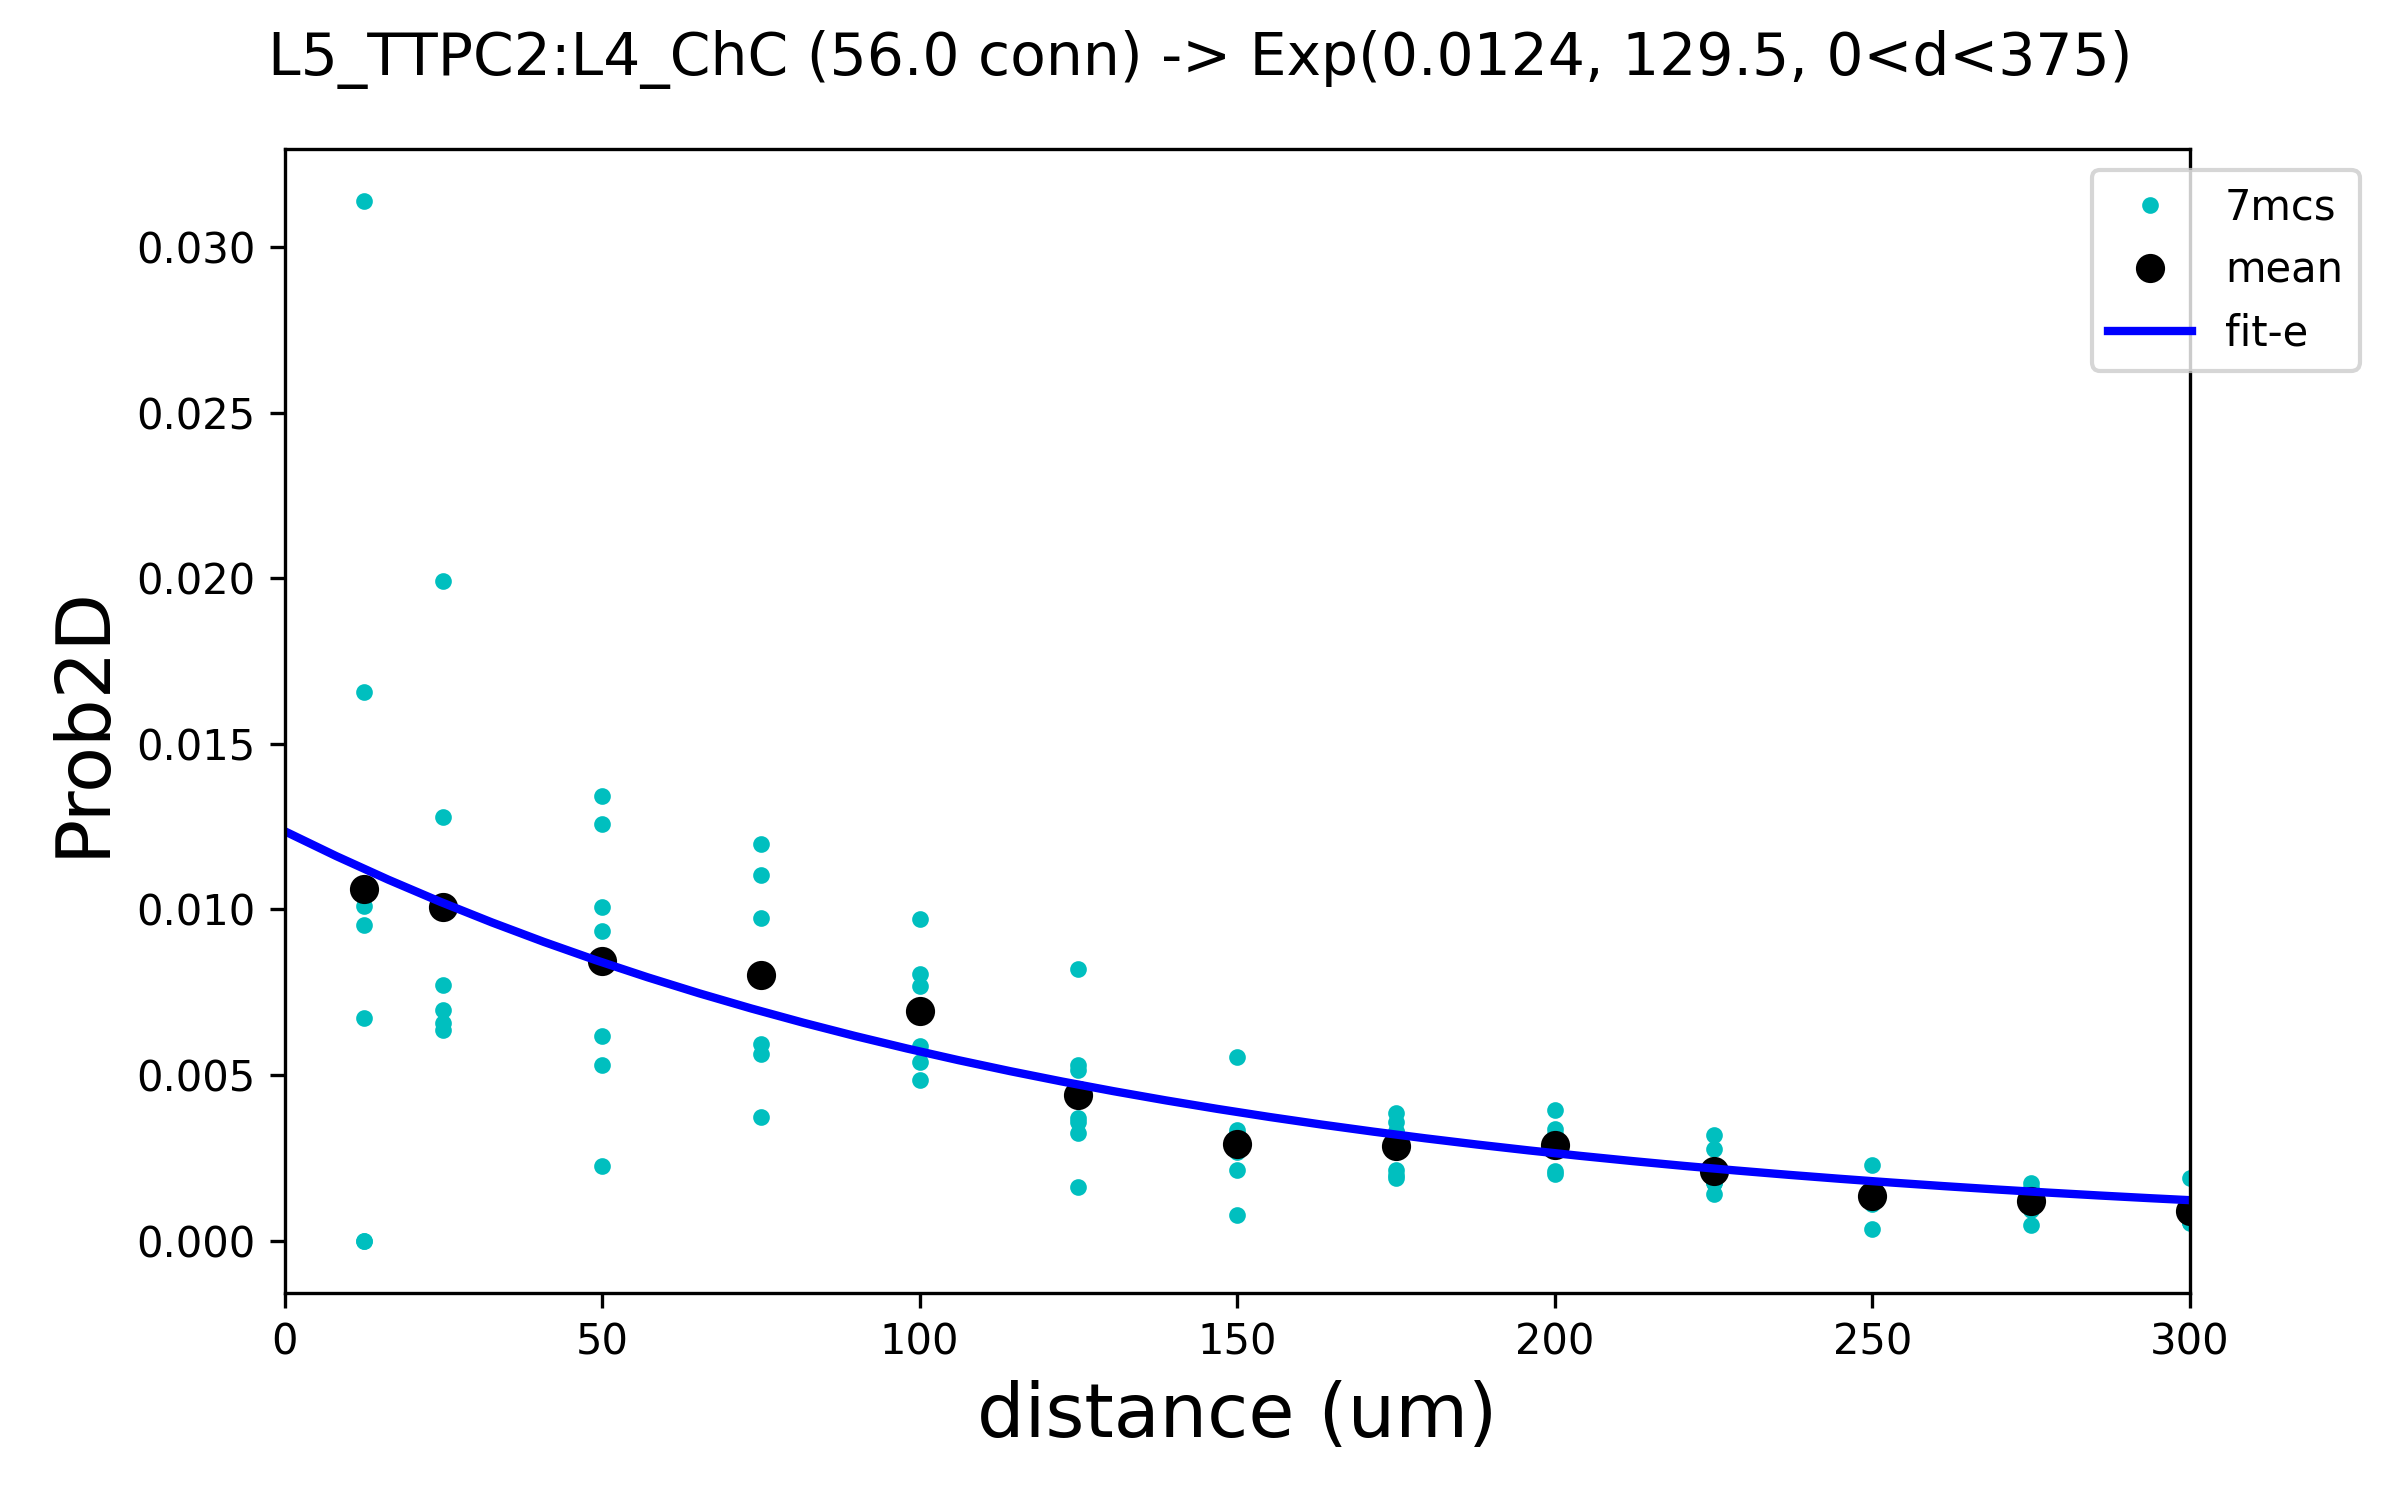 L5_TTPC2:L4_ChC (56.0 conn) -> Exp(0.0124, 129.5, 0<d<375)
7mcs
mean
fit-e
Prob2D
0.030
0.025
0.020
0.015
0.010
0.005
0.000
0 50 100 150 200 250 300
distance (um)